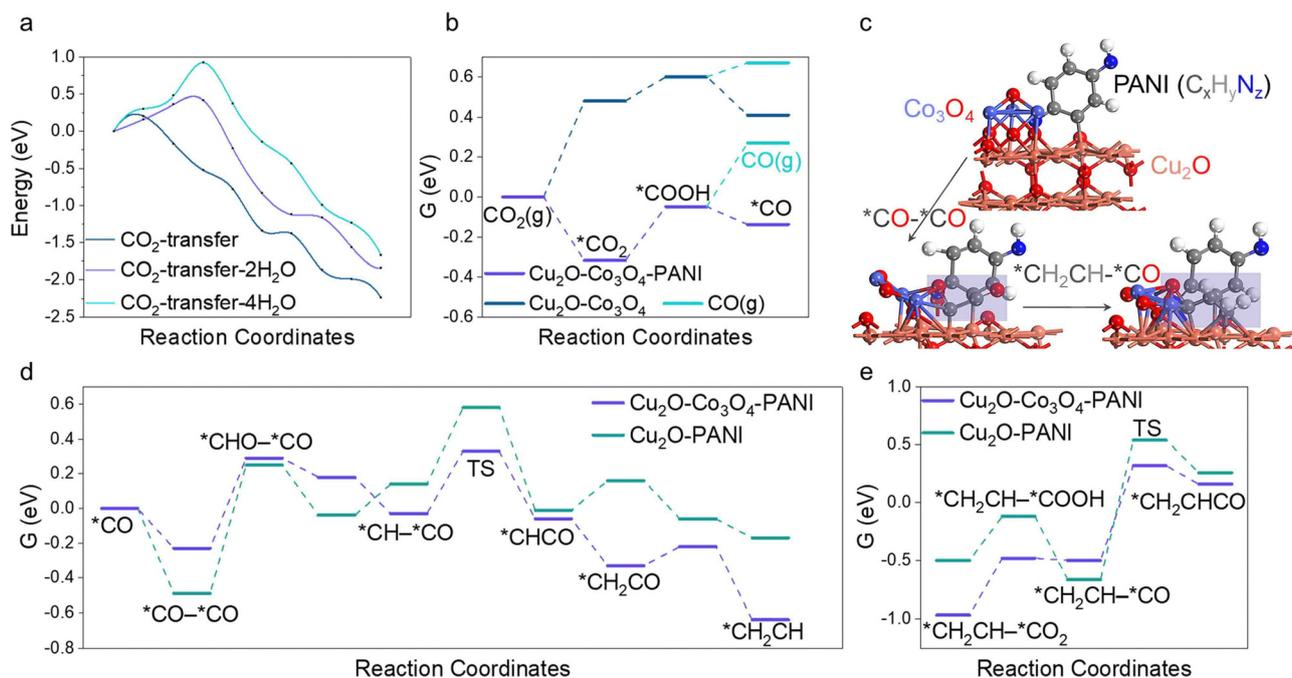 a
1.0
0.5
0.0
-0.5
-1.0
-1.5
-2.0
-2.5
Energy (eV)
CO₂-transfer
CO₂-transfer-2H₂O
CO₂-transfer-4H₂O
Reaction Coordinates
b
0.6
0.4
0.2
0.0
-0.2
-0.4
-0.6
G (eV)
CO₂(g)
*CO₂
*COOH
CO(g)
*CO
Cu₂O-Co₃O₄-PANI
Cu₂O-Co₃O₄
CO(g)
Reaction Coordinates
c
PANI (CₓHᵧN_z)
Co₃O₄
Cu₂O
*CO-*CO
*CH₂CH-*CO
d
0.6
0.4
0.2
0.0
-0.2
-0.4
-0.6
-0.8
G (eV)
Cu₂O-Co₃O₄-PANI
Cu₂O-PANI
*CO
*CO–*CO
*CHO–*CO
*CH–*CO
TS
*CHCO
*CH₂CO
*CH₂CH
Reaction Coordinates
e
1.0
0.5
0.0
-0.5
-1.0
G (eV)
Cu₂O-Co₃O₄-PANI
Cu₂O-PANI
TS
*CH₂CH–*COOH
*CH₂CHCO
*CH₂CH–*CO
*CH₂CH–*CO₂
Reaction Coordinates